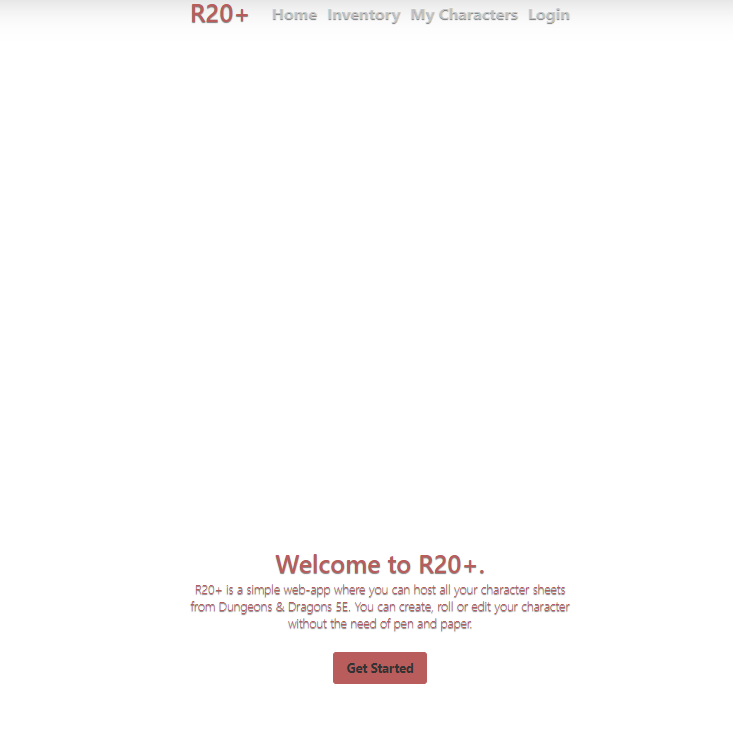 R20+ Home Inventory My Characters Login
Welcome to R20+.
R20+ is a simple web-app where you can host all your character sheets
from Dungeons & Dragons 5E. You can create, roll or edit your character
without the need of pen and paper.
Get Started